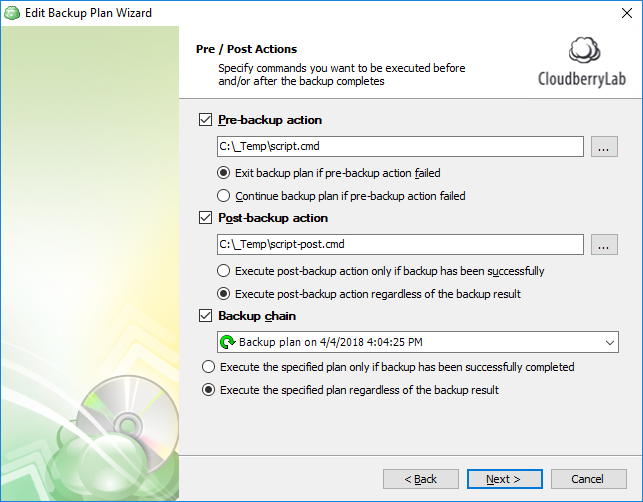 Edit Backup Plan Wizard
Pre / Post Actions
Specify commands you want to be executed before
and/or after the backup completes
CloudberryLab
Pre-backup action
C:\_Temp\script.cmd
...
Exit backup plan if pre-backup action failed
Continue backup plan if pre-backup action failed
Post-backup action
C:\_Temp\script-post.cmd
...
Execute post-backup action only if backup has been successfully
Execute post-backup action regardless of the backup result
Backup chain
Backup plan on 4/4/2018 4:04:25 PM
Execute the specified plan only if backup has been successfully completed
Execute the specified plan regardless of the backup result
< Back
Next >
Cancel